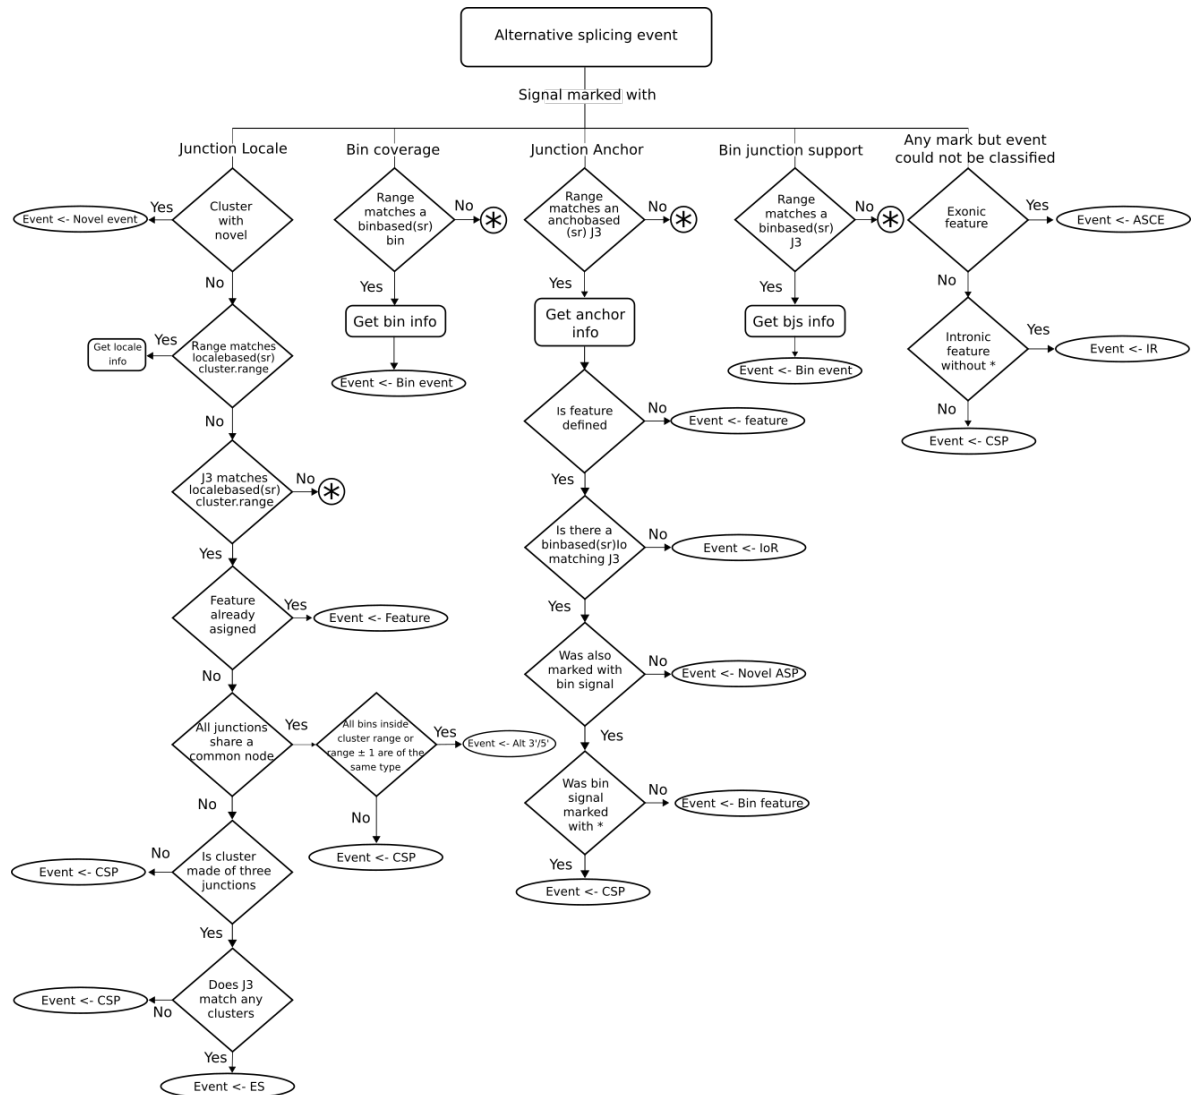 Alternative splicing event
Signal marked with
Junction Locale
Bin coverage
Junction Anchor
Bin junction support
Any mark but event
could not be classified
Cluster
with
novel
Yes
Event <- Novel event
No
Range matches
localebased(sr)
cluster.range
Yes
Get locale
info
No
J3 matches
localebased(sr)
cluster.range
No
*
Yes
Feature
already
asigned
Yes
Event <- Feature
No
All junctions
share a
common node
Yes
All bins inside
cluster range or
range ± 1 are of the
same type
Yes
Event <- Alt 3'/5'
No
Event <- CSP
No
Is cluster
made of three
junctions
No
Event <- CSP
Yes
Does J3
match any
clusters
No
Event <- CSP
Yes
Event <- ES
Range
matches a
binbased(sr)
bin
No
*
Yes
Get bin info
Event <- Bin event
Range
matches an
anchobased
(sr) J3
No
*
Yes
Get anchor
info
Is feature
defined
No
Event <- feature
Yes
Is there a
binbased(sr)Io
matching J3
No
Event <- IoR
Yes
Was also
marked with
bin signal
No
Event <- Novel ASP
Yes
Was bin
signal
marked
with *
No
Event <- Bin feature
Yes
Event <- CSP
Range
matches a
binbased(sr)
J3
No
*
Yes
Get bjs info
Event <- Bin event
Exonic
feature
Yes
Event <- ASCE
No
Intronic
feature
without *
Yes
Event <- IR
No
Event <- CSP